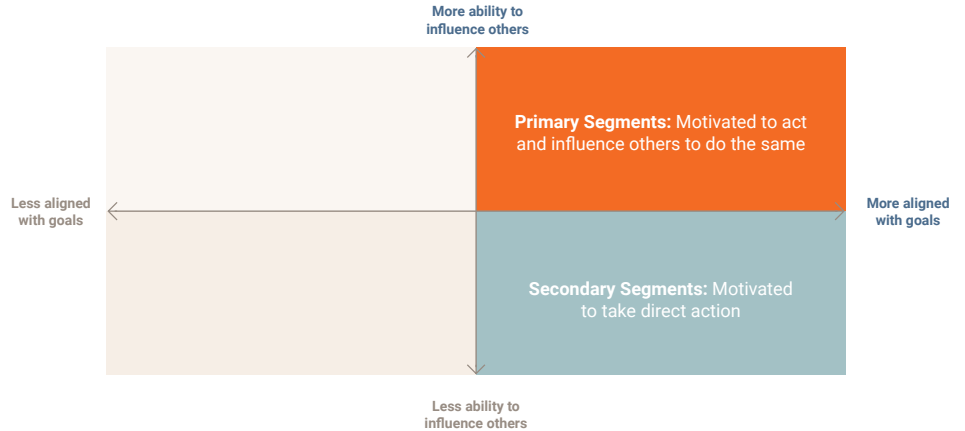 More ability to
influence others
Primary Segments: Motivated to act
and influence others to do the same
Less aligned
with goals
More aligned
with goals
Secondary Segments: Motivated
to take direct action
Less ability to
influence others